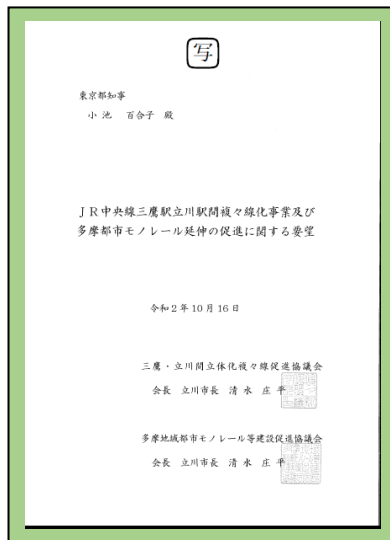 写
東京都知事
小池 百合子 殿
JR中央線三鷹駅立川駅間複々線化事業及び
多摩都市モノレール延伸の促進に関する要望
令和2年10月16日
三鷹・立川間立体化複々線促進協議会
会長 立川市長 清水 庄平
多摩地域都市モノレール等建設促進協議会
会長 立川市長 清水 庄平